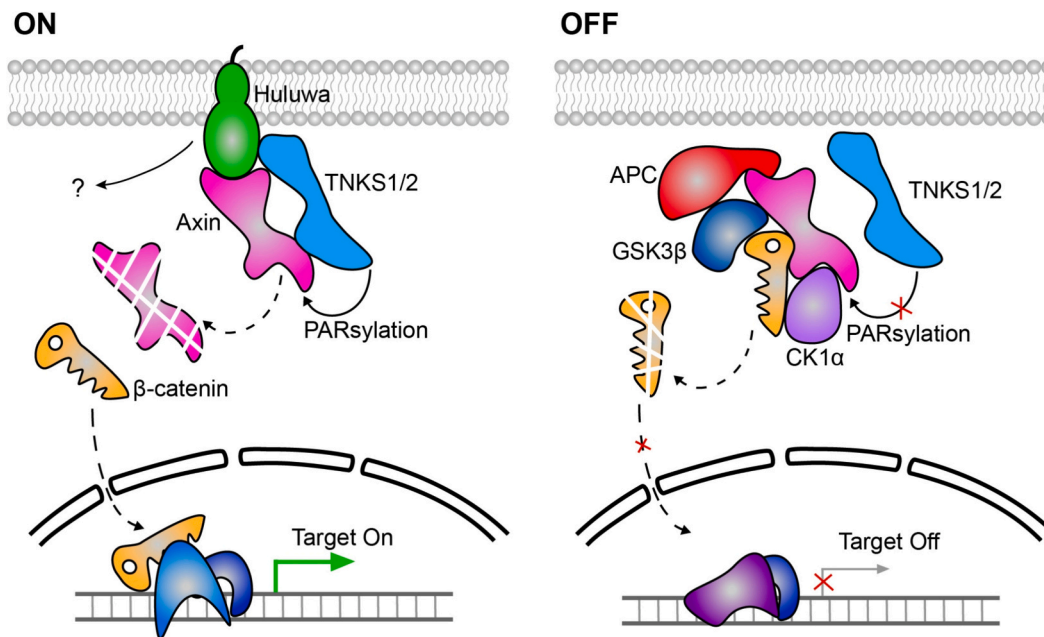 ON
Huluwa
TNKS1/2
?
Axin
PARsylation
β-catenin
Target On
OFF
APC
TNKS1/2
GSK3β
PARsylation
CK1α
Target Off